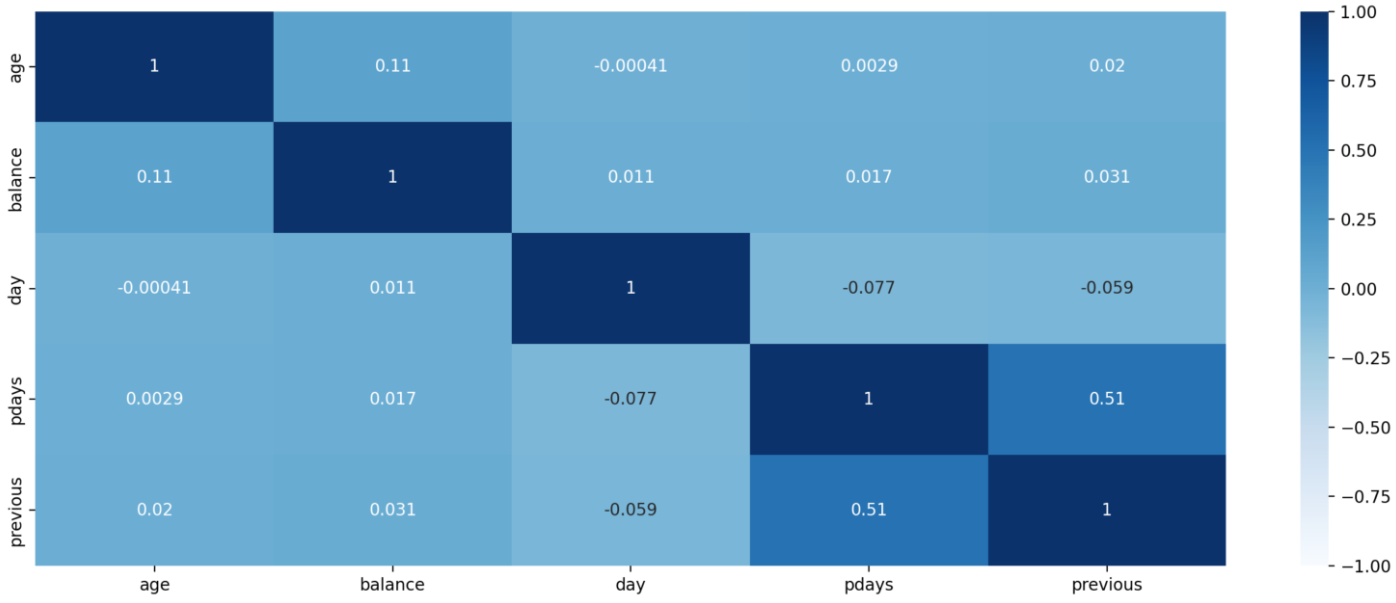 age 1 0.11 -0.00041 0.0029 0.02
balance 0.11 1 0.011 0.017 0.031
day -0.00041 0.011 1 -0.077 -0.059
pdays 0.0029 0.017 -0.077 1 0.51
previous 0.02 0.031 -0.059 0.51 1
age balance day pdays previous
1.00
0.75
0.50
0.25
0.00
−0.25
−0.50
−0.75
−1.00